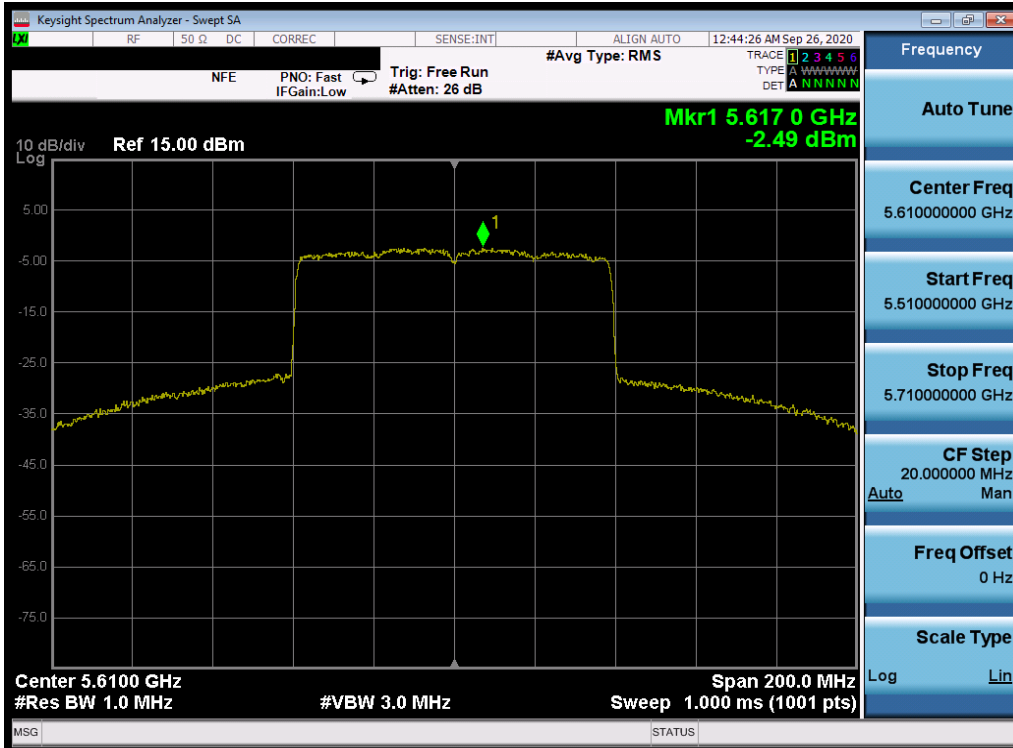 Keysight Spectrum Analyzer - Swept SA
LXI RF 50 Ω DC CORREC SENSE:INT ALIGN AUTO 12:44:26 AM Sep 26, 2020
NFE PNO: Fast Trig: Free Run #Avg Type: RMS TRACE 1 2 3 4 5 6
IFGain:Low #Atten: 26 dB TYPE A WWWWW
DET A N N N N N
Mkr1 5.617 0 GHz
-2.49 dBm
10 dB/div Ref 15.00 dBm
Log
1
5.00
-5.00
-15.0
-25.0
-35.0
-45.0
-55.0
-65.0
-75.0
Center 5.6100 GHz Span 200.0 MHz
#Res BW 1.0 MHz #VBW 3.0 MHz Sweep 1.000 ms (1001 pts)
MSG STATUS
Frequency
Auto Tune
Center Freq
5.610000000 GHz
Start Freq
5.510000000 GHz
Stop Freq
5.710000000 GHz
CF Step
20.000000 MHz
Auto Man
Freq Offset
0 Hz
Scale Type
Log Lin